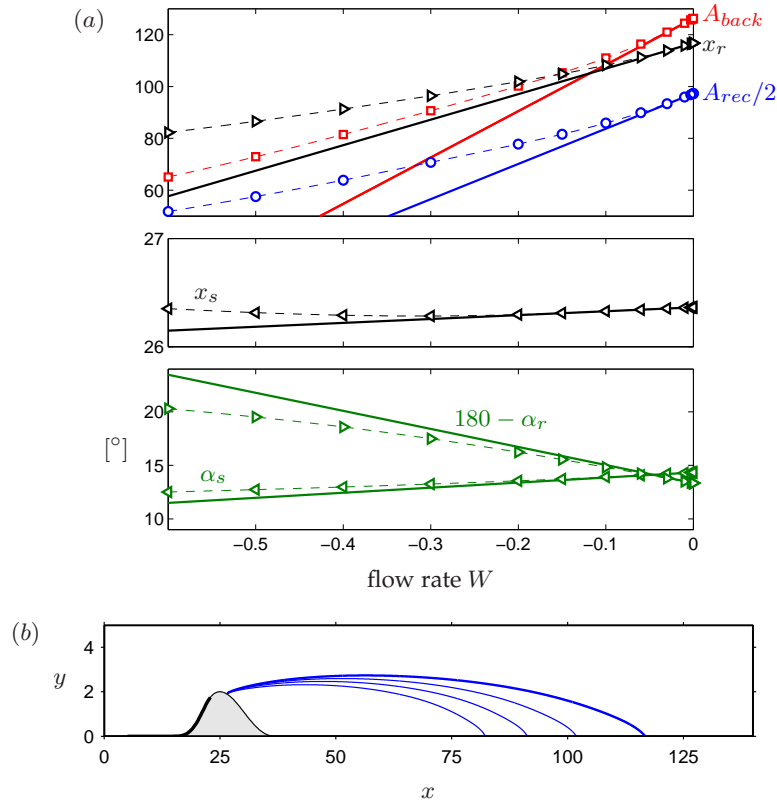 (a)
A_back
x_r
A_rec/2
120
100
80
60
27
x_s
26
20
180 − α_r
[°]
15
α_s
10
−0.5 −0.4 −0.3 −0.2 −0.1 0
flow rate W
(b)
y
4
2
0
0 25 50 75 100 125
x